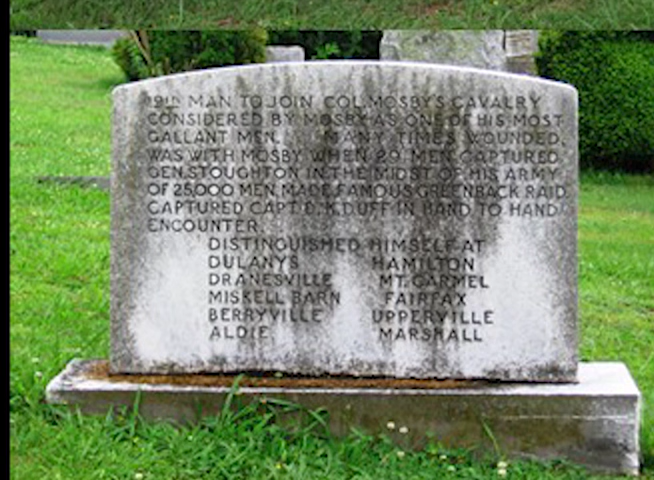 19TH MAN TO JOIN COL. MOSBY'S CAVALRY
CONSIDERED BY MOSBY AS ONE OF HIS MOST
GALLANT MEN. MANY TIMES WOUNDED,
WAS WITH MOSBY WHEN 29 MEN CAPTURED
GEN. STOUGHTON IN THE MIDST OF HIS ARMY
OF 25,000 MEN. MADE FAMOUS GREENBACK RAID
CAPTURED CAPT. B. K. DUFF IN HAND TO HAND
ENCOUNTER.
DISTINGUISHED HIMSELF AT
DULANYS HAMILTON
DRANESVILLE MT. CARMEL
MISKELL BARN FAIRFAX
BERRYVILLE UPPERVILLE
ALDIE MARSHALL